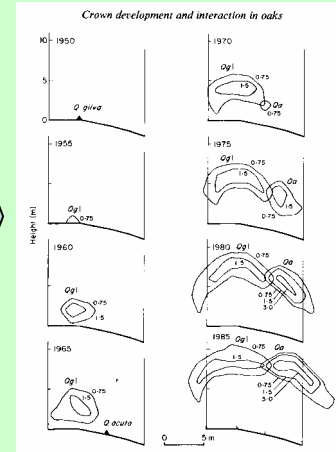 Crown development and interaction in oaks
Height (m)
10
1950
5
0
Q gilva
1955
Qgl
0·75
1960
Qgl
0·75
1·5
1965
Qgl
0·75
1·5
Q acuta
1970
Qgl
0·75
1·5
Qa
0·75
1975
Qgl
0·75
1·5
Qa
1·5
0·75
1980
Qgl
0·75
1·5
Qa
0·75
1·5
3·0
1985
Qgl
0·75
1·5
Qa
0·75
1·5
3·0
0 5 m